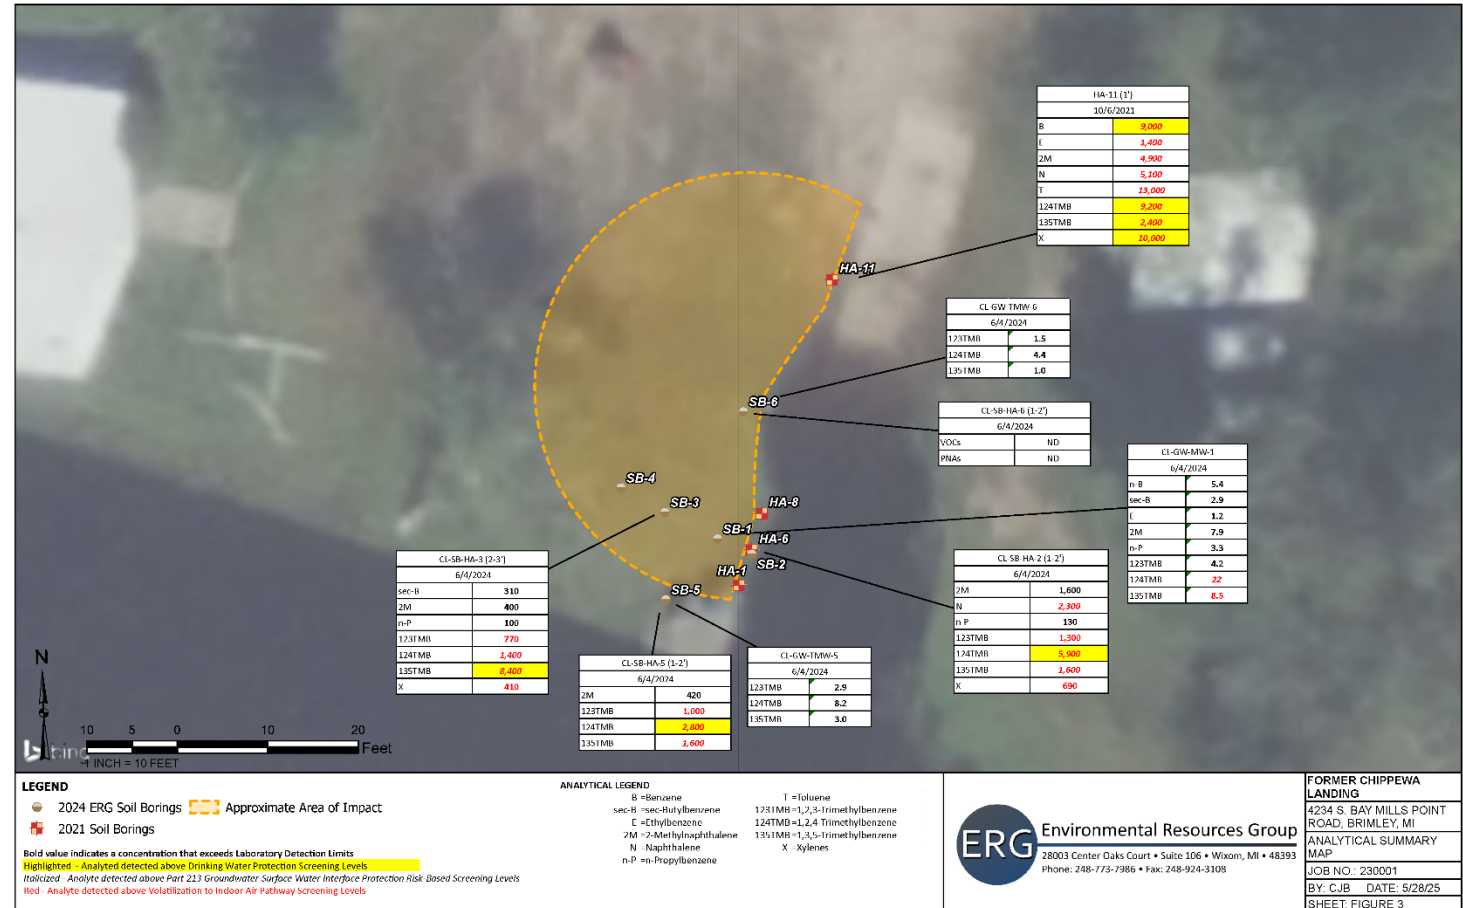 HA-11 (1')
10/6/2021
B 9,000
E 1,400
2M 4,900
N 5,100
T 13,000
124TMB 9,200
135TMB 2,400
X 10,000
HA-11
CL-GW-TMW-6
6/4/2024
123TMB 1.5
124TMB 4.4
135TMB 1.0
SB-6
CL-SB-HA-6 (1-2')
6/4/2024
VOCs ND
PNAs ND
CL-GW-MW-1
6/4/2024
n-B 5.4
sec-B 2.9
E 1.2
2M 7.9
n-P 3.3
123TMB 4.2
124TMB 22
135TMB 8.5
SB-4
SB-3
HA-8
SB-1
HA-6
SB-2
HA-1
SB-5
CL-SB-HA-3 (2-3')
6/4/2024
sec-B 310
2M 400
n-P 100
123TMB 770
124TMB 1,400
135TMB 8,400
X 410
CL-SB-HA-2 (1-2')
6/4/2024
2M 1,600
N 2,300
n-P 130
123TMB 1,300
124TMB 5,900
135TMB 1,600
X 690
CL-SB-HA-5 (1-2')
6/4/2024
2M 420
123TMB 1,000
124TMB 2,800
135TMB 1,600
CL-GW-TMW-5
6/4/2024
123TMB 2.9
124TMB 8.2
135TMB 3.0
N
10 5 0 10 20
Feet
bing
1 INCH = 10 FEET
LEGEND
2024 ERG Soil Borings
Approximate Area of Impact
2021 Soil Borings
Bold value indicates a concentration that exceeds Laboratory Detection Limits
Highlighted - Analyted detected above Drinking Water Protection Screening Levels
Italicized - Analyte detected above Part 213 Groundwater Surface Water Interface Protection Risk-Based Screening Levels
Red - Analyte detected above Volatilization to Indoor Air Pathway Screening Levels
ANALYTICAL LEGEND
B =Benzene
sec-B =sec-Butylbenzene
E =Ethylbenzene
2M =2-Methylnaphthalene
N =Naphthalene
n-P =n-Propylbenzene
T =Toluene
123TMB =1,2,3-Trimethylbenzene
124TMB =1,2,4 Trimethylbenzene
135TMB =1,3,5-Trimethylbenzene
X =Xylenes
ERG
Environmental Resources Group
28003 Center Oaks Court • Suite 106 • Wixom, MI • 48393
Phone: 248-773-7986 • Fax: 248-924-3108
FORMER CHIPPEWA
LANDING
4234 S. BAY MILLS POINT
ROAD, BRIMLEY, MI
ANALYTICAL SUMMARY
MAP
JOB NO.: 230001
BY: CJB DATE: 5/28/25
SHEET: FIGURE 3